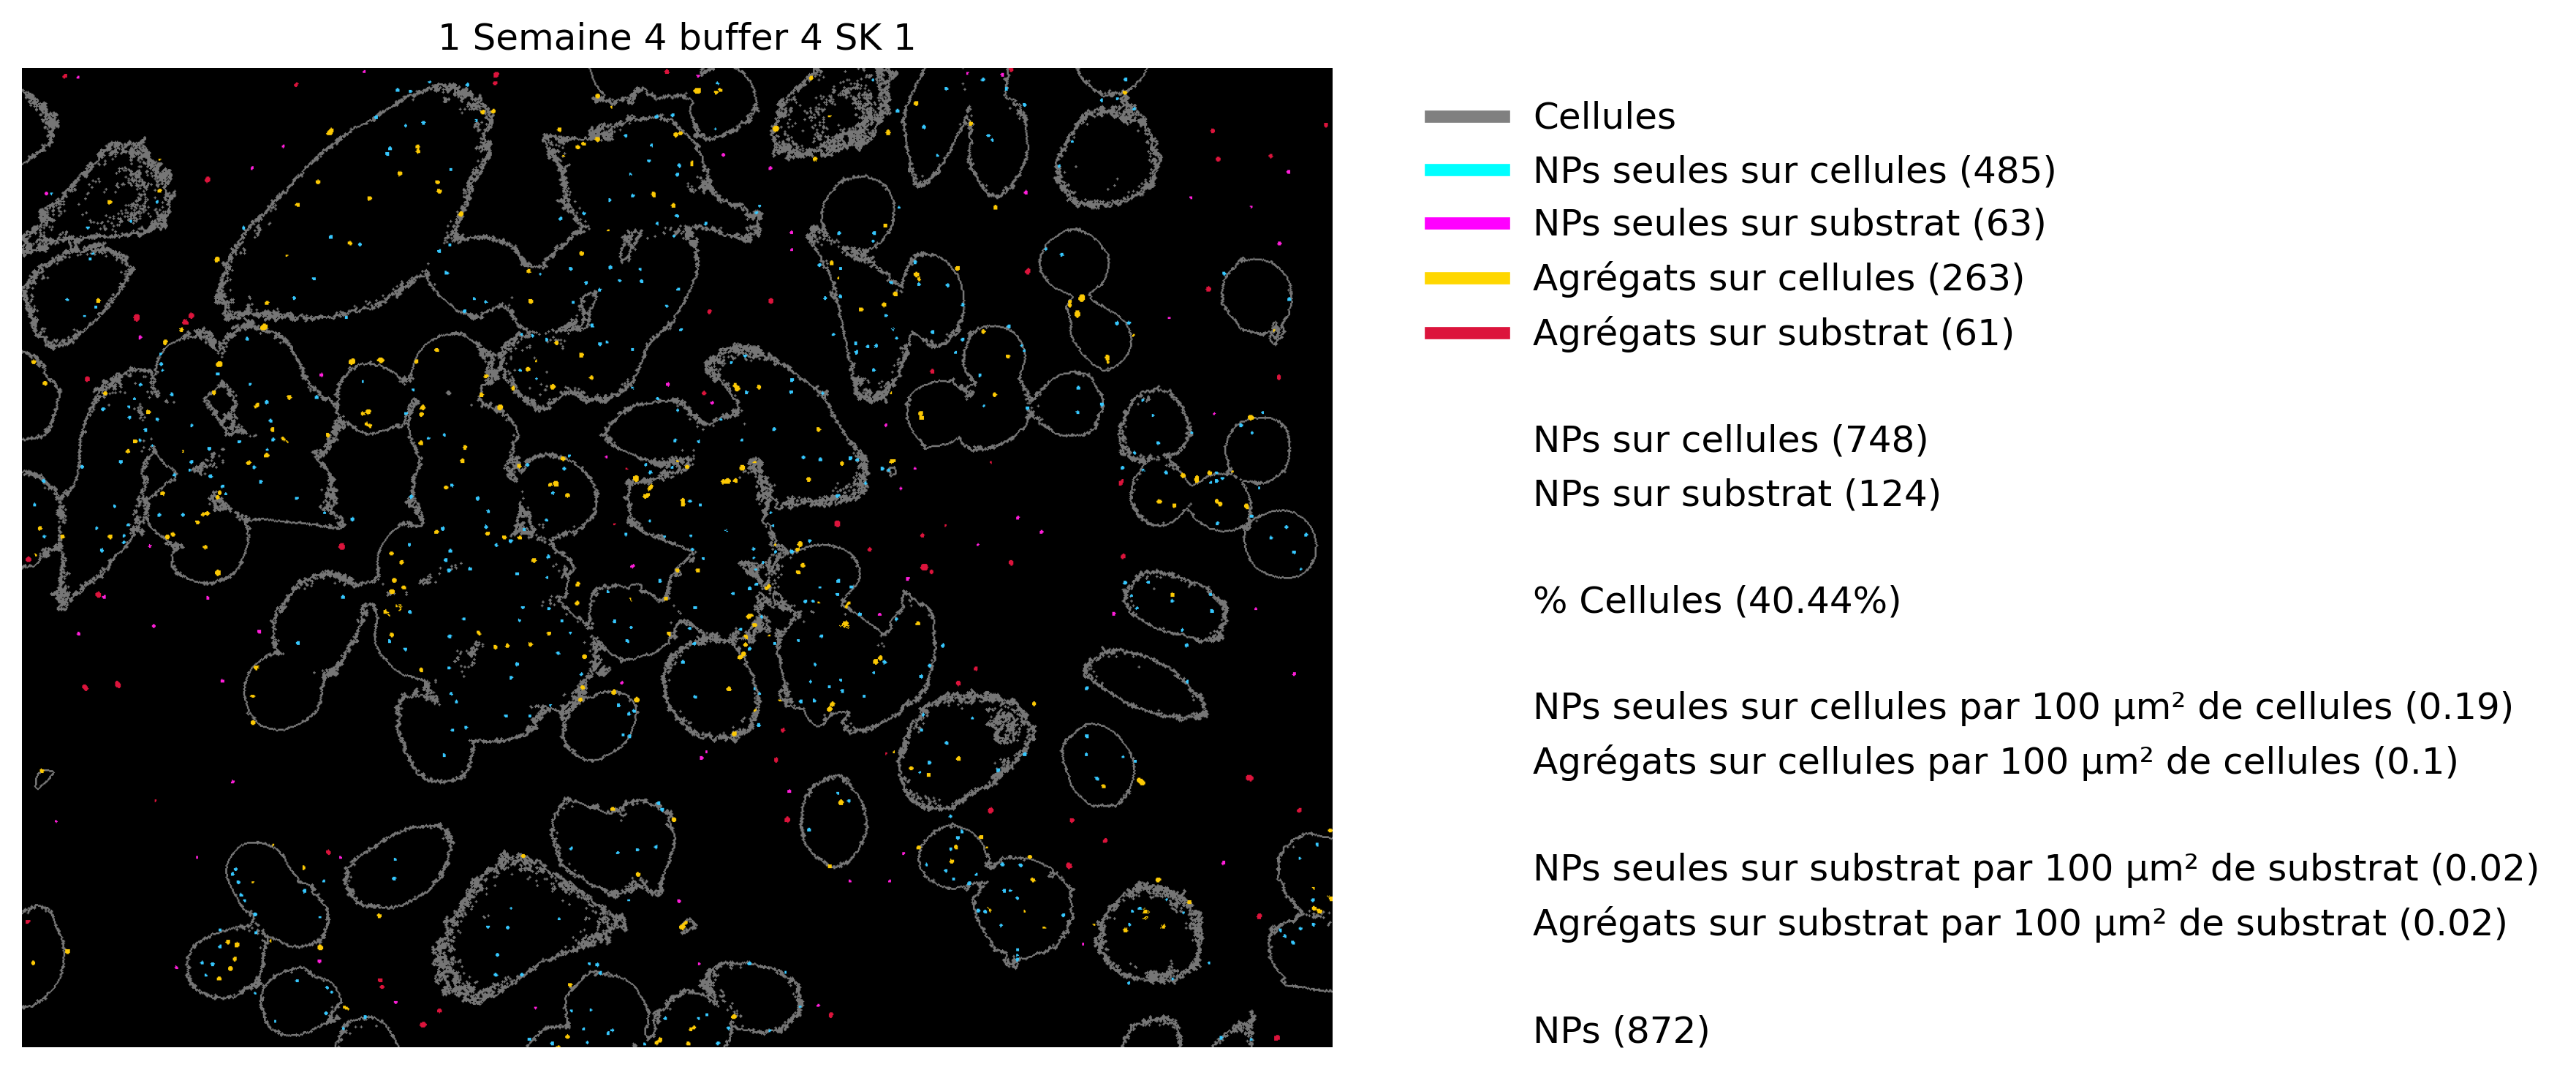 1 Semaine 4 buffer 4 SK 1
Cellules
NPs seules sur cellules (485)
NPs seules sur substrat (63)
Agrégats sur cellules (263)
Agrégats sur substrat (61)
NPs sur cellules (748)
NPs sur substrat (124)
% Cellules (40.44%)
NPs seules sur cellules par 100 µm² de cellules (0.19)
Agrégats sur cellules par 100 µm² de cellules (0.1)
NPs seules sur substrat par 100 µm² de substrat (0.02)
Agrégats sur substrat par 100 µm² de substrat (0.02)
NPs (872)